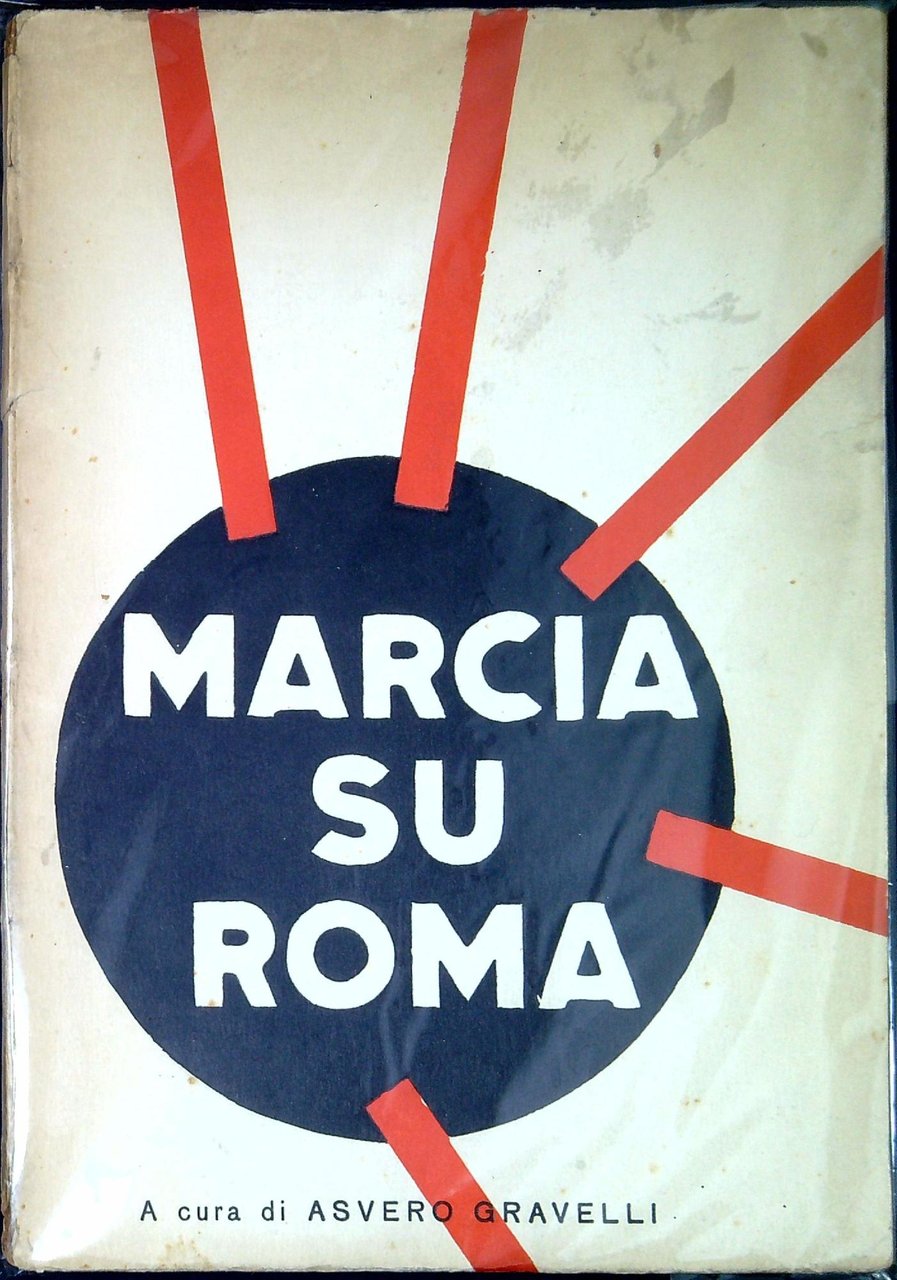 MARCIA
SU
ROMA
A cura di ASVERO GRAVELLI